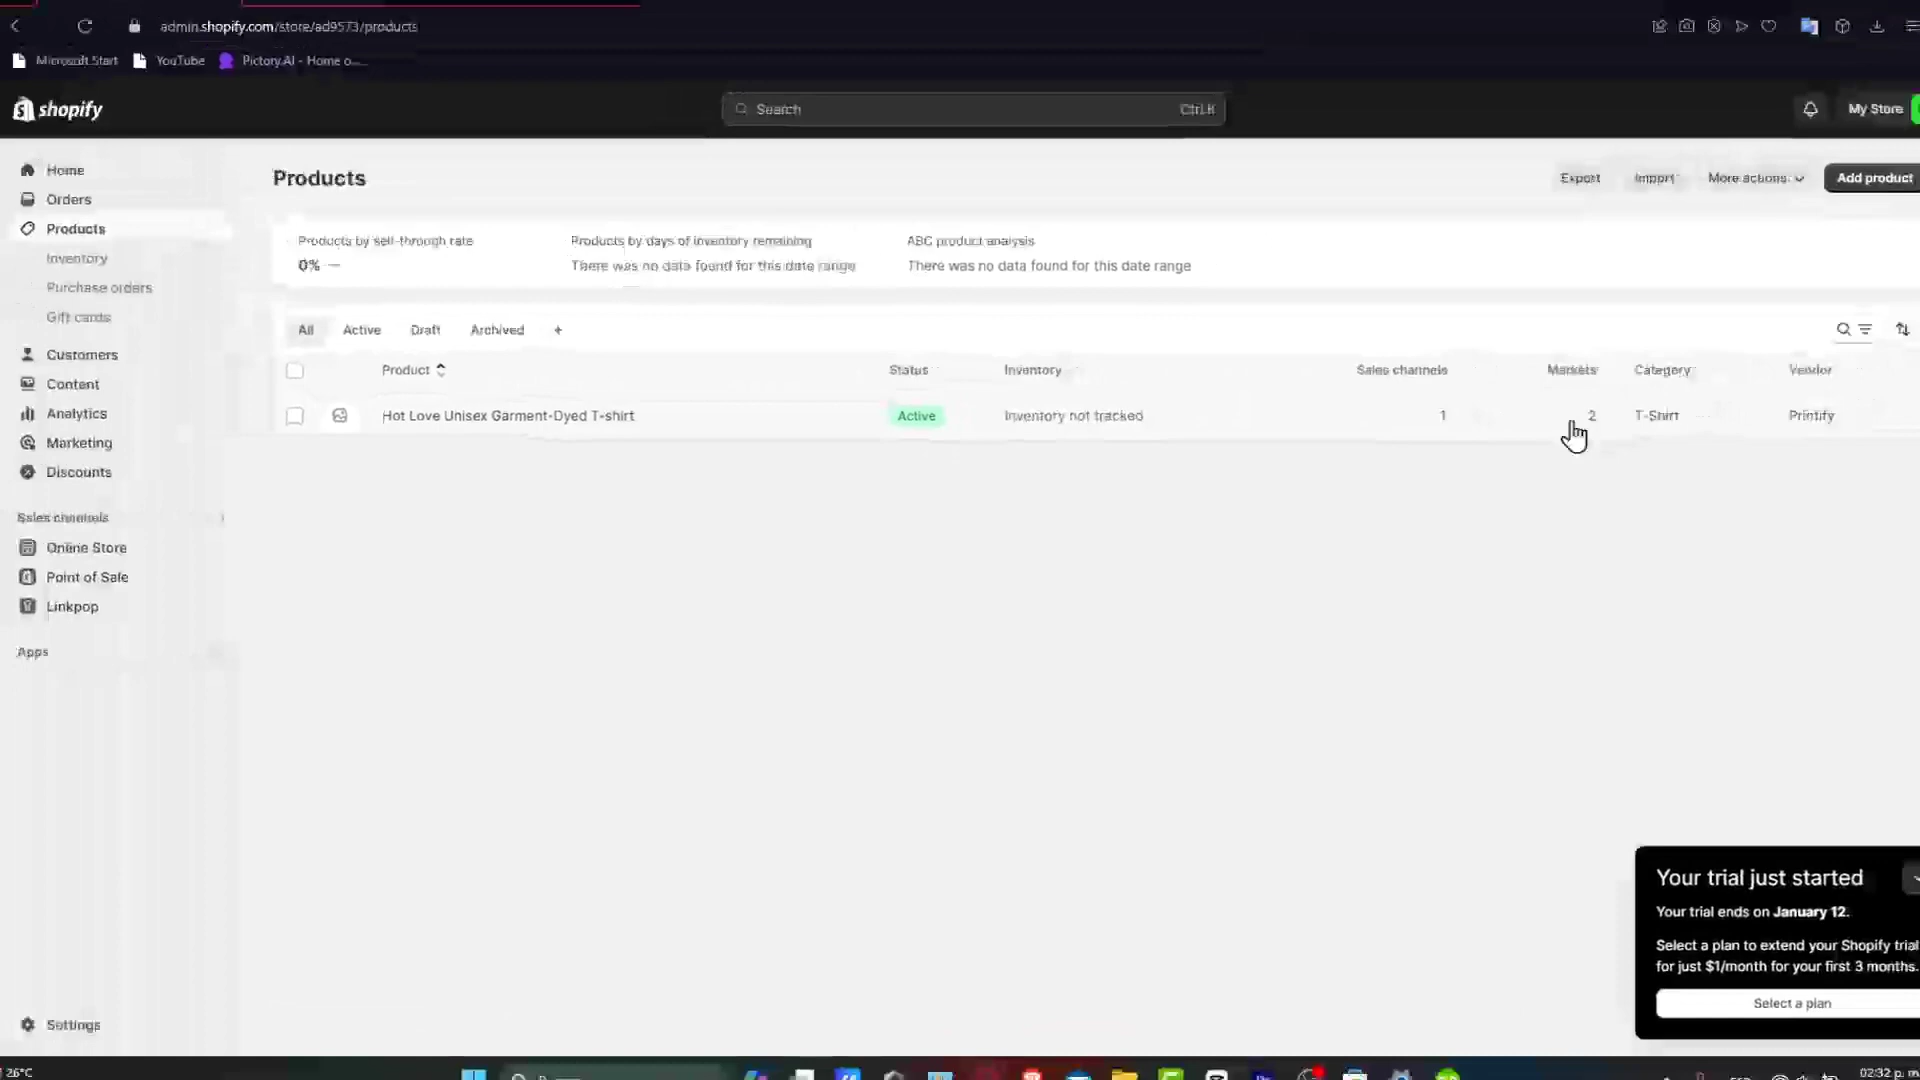 admin.shopify.com/store/ad9573/products
Microsoft Start YouTube Pictory.AI - Home o...
shopify Search Ctrl K My Store
Home
Orders
Products
Inventory
Purchase orders
Gift cards
Customers
Content
Analytics
Marketing
Discounts
Sales channels
Online Store
Point of Sale
Linkpop
Apps
Settings
Products Export Import More actions Add product
Products by sell-through rate Products by days of inventory remaining ABC product analysis
0% — There was no data found for this date range There was no data found for this date range
All Active Draft Archived +
Product Status Inventory Sales channels Markets Category Vendor
Hot Love Unisex Garment-Dyed T-shirt Active Inventory not tracked 1 2 T-Shirt Printify
Your trial just started
Your trial ends on January 12.
Select a plan to extend your Shopify trial
for just $1/month for your first 3 months.
Select a plan
26°C 02:32 p. m.